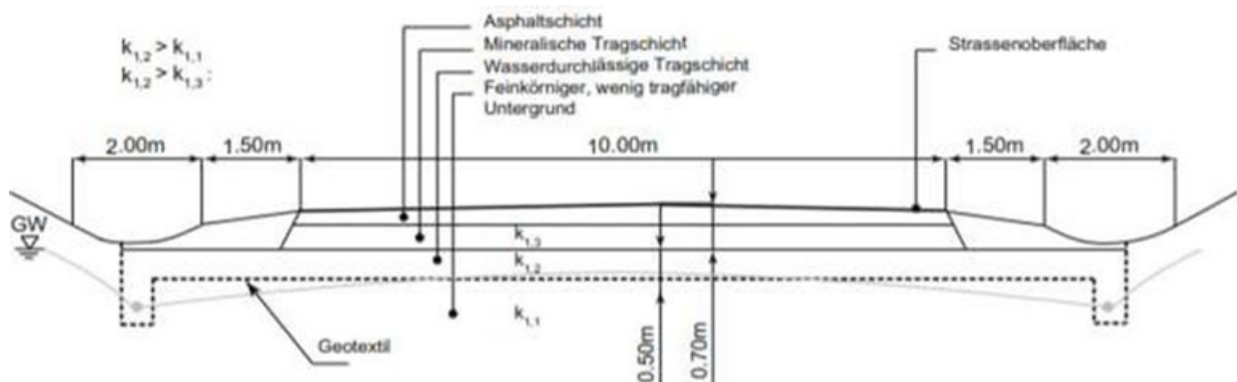 Asphaltschicht
Mineralische Tragschicht
Wasserdurchlässige Tragschicht
Feinkörniger, wenig tragfähiger
Untergrund
Strassenoberfläche
k1,2 > k1,1
k1,2 > k1,3 :
2.00m
1.50m
10.00m
1.50m
2.00m
GW
k1,3
k1,2
k1,1
Geotextil
0.50m
0.70m